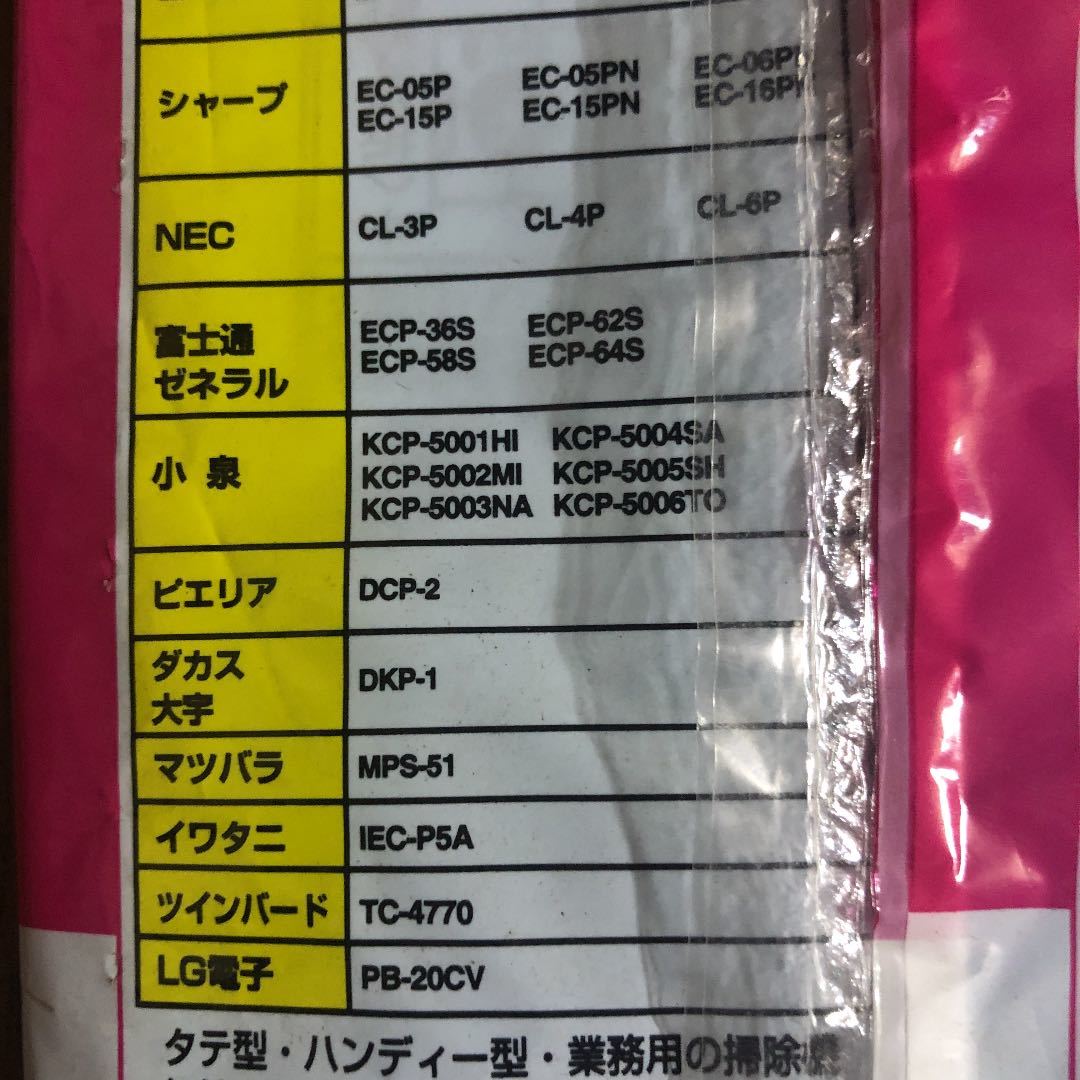 シャープ
EC-05P EC-05PN
EC-15P EC-15PN
NEC
CL-3P CL-4P CL-6P
富士通
ゼネラル
ECP-36S ECP-62S
ECP-58S ECP-64S
小泉
KCP-5001HI KCP-5004SA
KCP-5002MI KCP-5005SH
KCP-5003NA KCP-5006TO
ピエリア
DCP-2
ダカス
大宇
DKP-1
マツバラ
MPS-51
イワタニ
IEC-P5A
ツインバード
TC-4770
LG電子
PB-20CV
タテ型・ハンディー型・業務用の掃除機